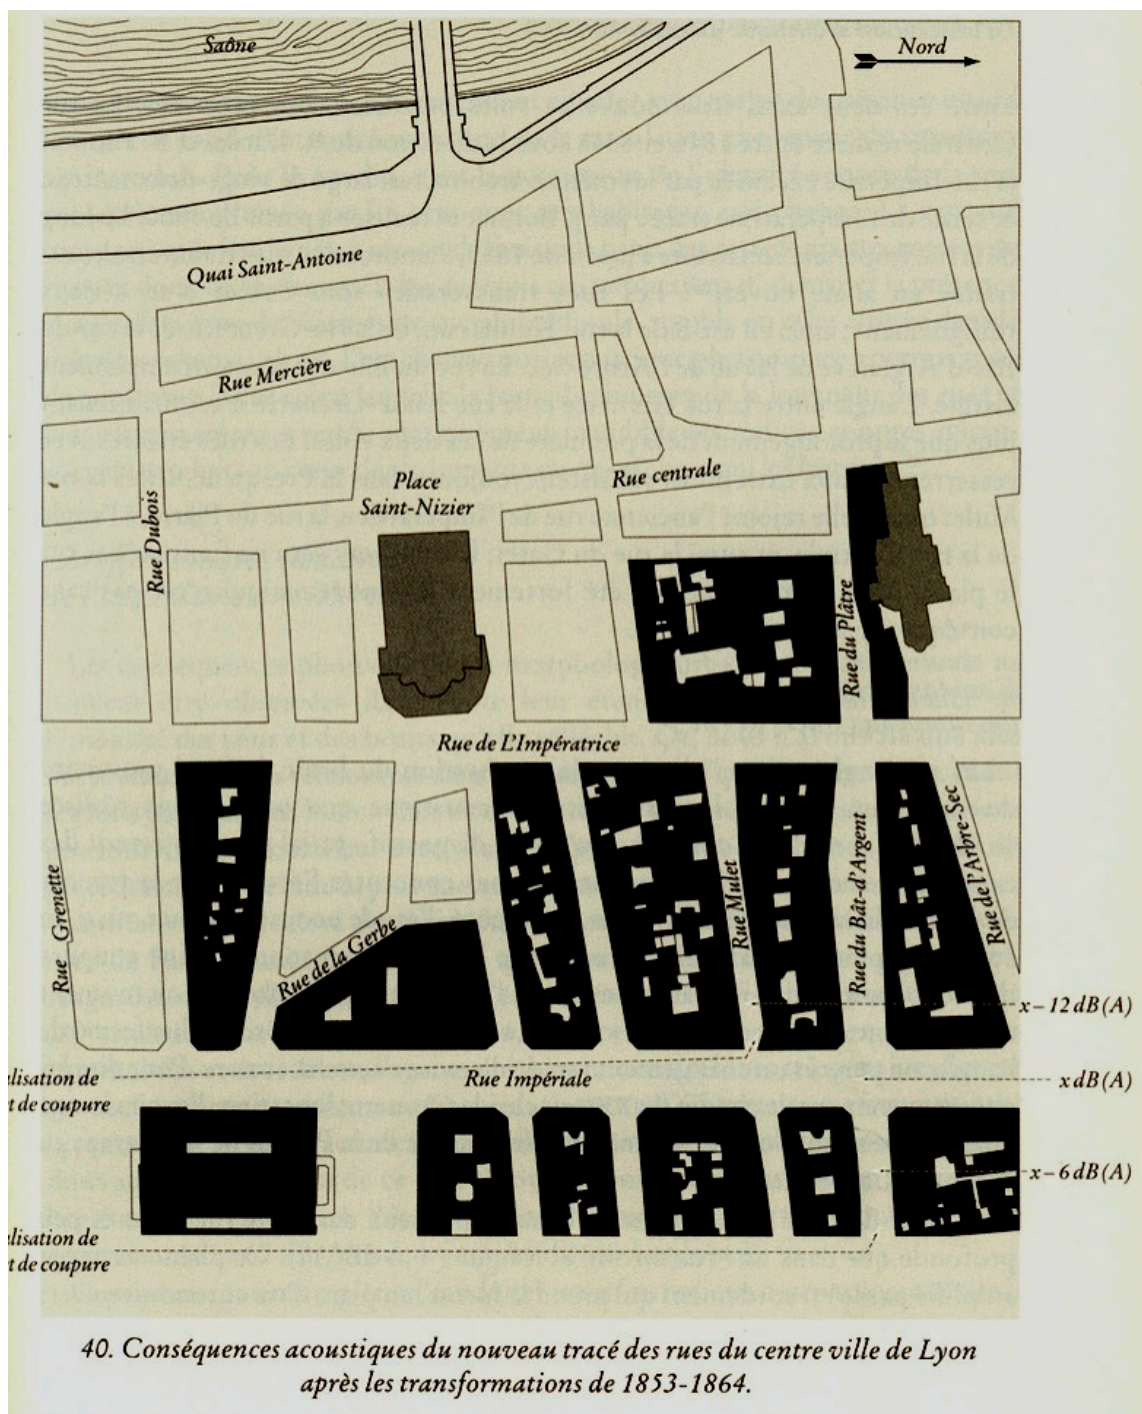 Saône
Nord
Quai Saint-Antoine
Rue Mercière
Rue Dubois
Place
Saint-Nizier
Rue centrale
Rue du Plâtre
Rue de L'Impératrice
Rue Grenette
Rue de la Gerbe
Rue Mulet
Rue du Bât-d'Argent
Rue de l'Arbre-Sec
x–12 dB(A)
Rue Impériale
x dB(A)
alisation de
t de coupure
x–6 dB(A)
alisation de
t de coupure
40. Conséquences acoustiques du nouveau tracé des rues du centre ville de Lyon
après les transformations de 1853-1864.